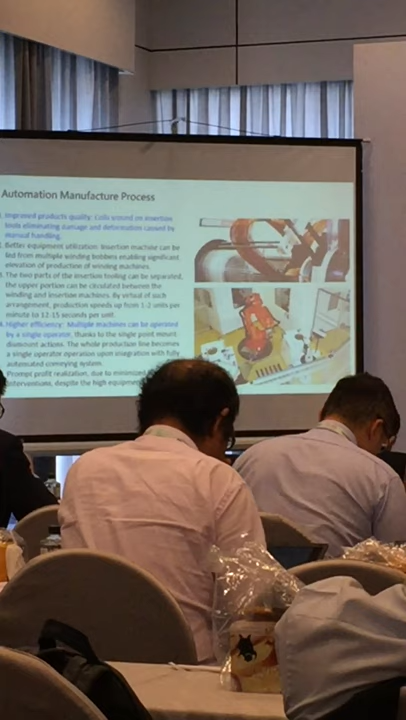 Automation Manufacture Process
1. Improved products quality: Coils wound on insertion
tools eliminating damage and deformation caused by
manual handling.
2. Better equipment utilization: Insertion machine can be
fed from multiple winding bobbins enabling significant
elevation of production of winding machines.
3. The two parts of the insertion tooling can be separated,
the upper portion can be circulated between the
winding and insertion machines. By virtual of such
arrangement, production speeds up from 1-2 units per
minute to 12-15 seconds per unit.
4. Higher efficiency: Multiple machines can be operated
by a single operator, thanks to the single point mount
dismount actions. The whole production line becomes
a single operator operation upon integration with fully
automated conveying system.
Prompt profit realization, due to minimized
interventions, despite the high equipment